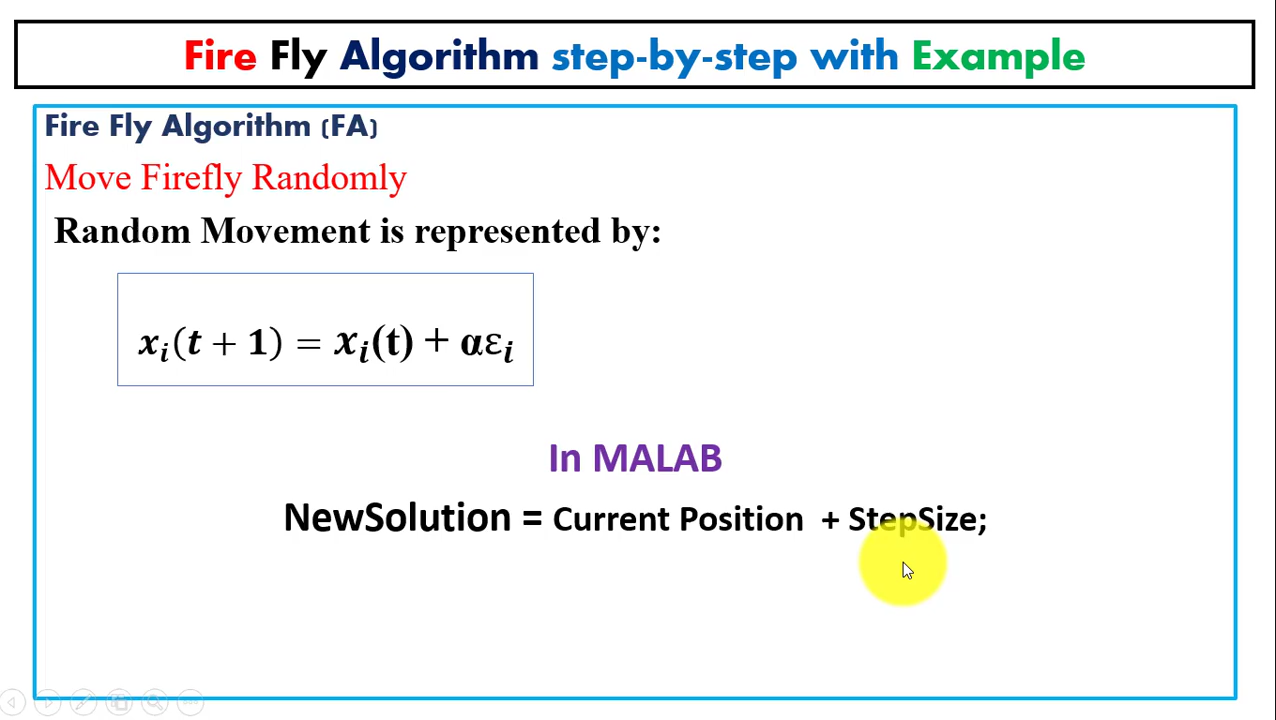 Fire Fly Algorithm step-by-step with Example
Fire Fly Algorithm (FA)
Move Firefly Randomly
Random Movement is represented by:
xᵢ(t + 1) = xᵢ(t) + αεᵢ
In MALAB
NewSolution = Current Position + StepSize;